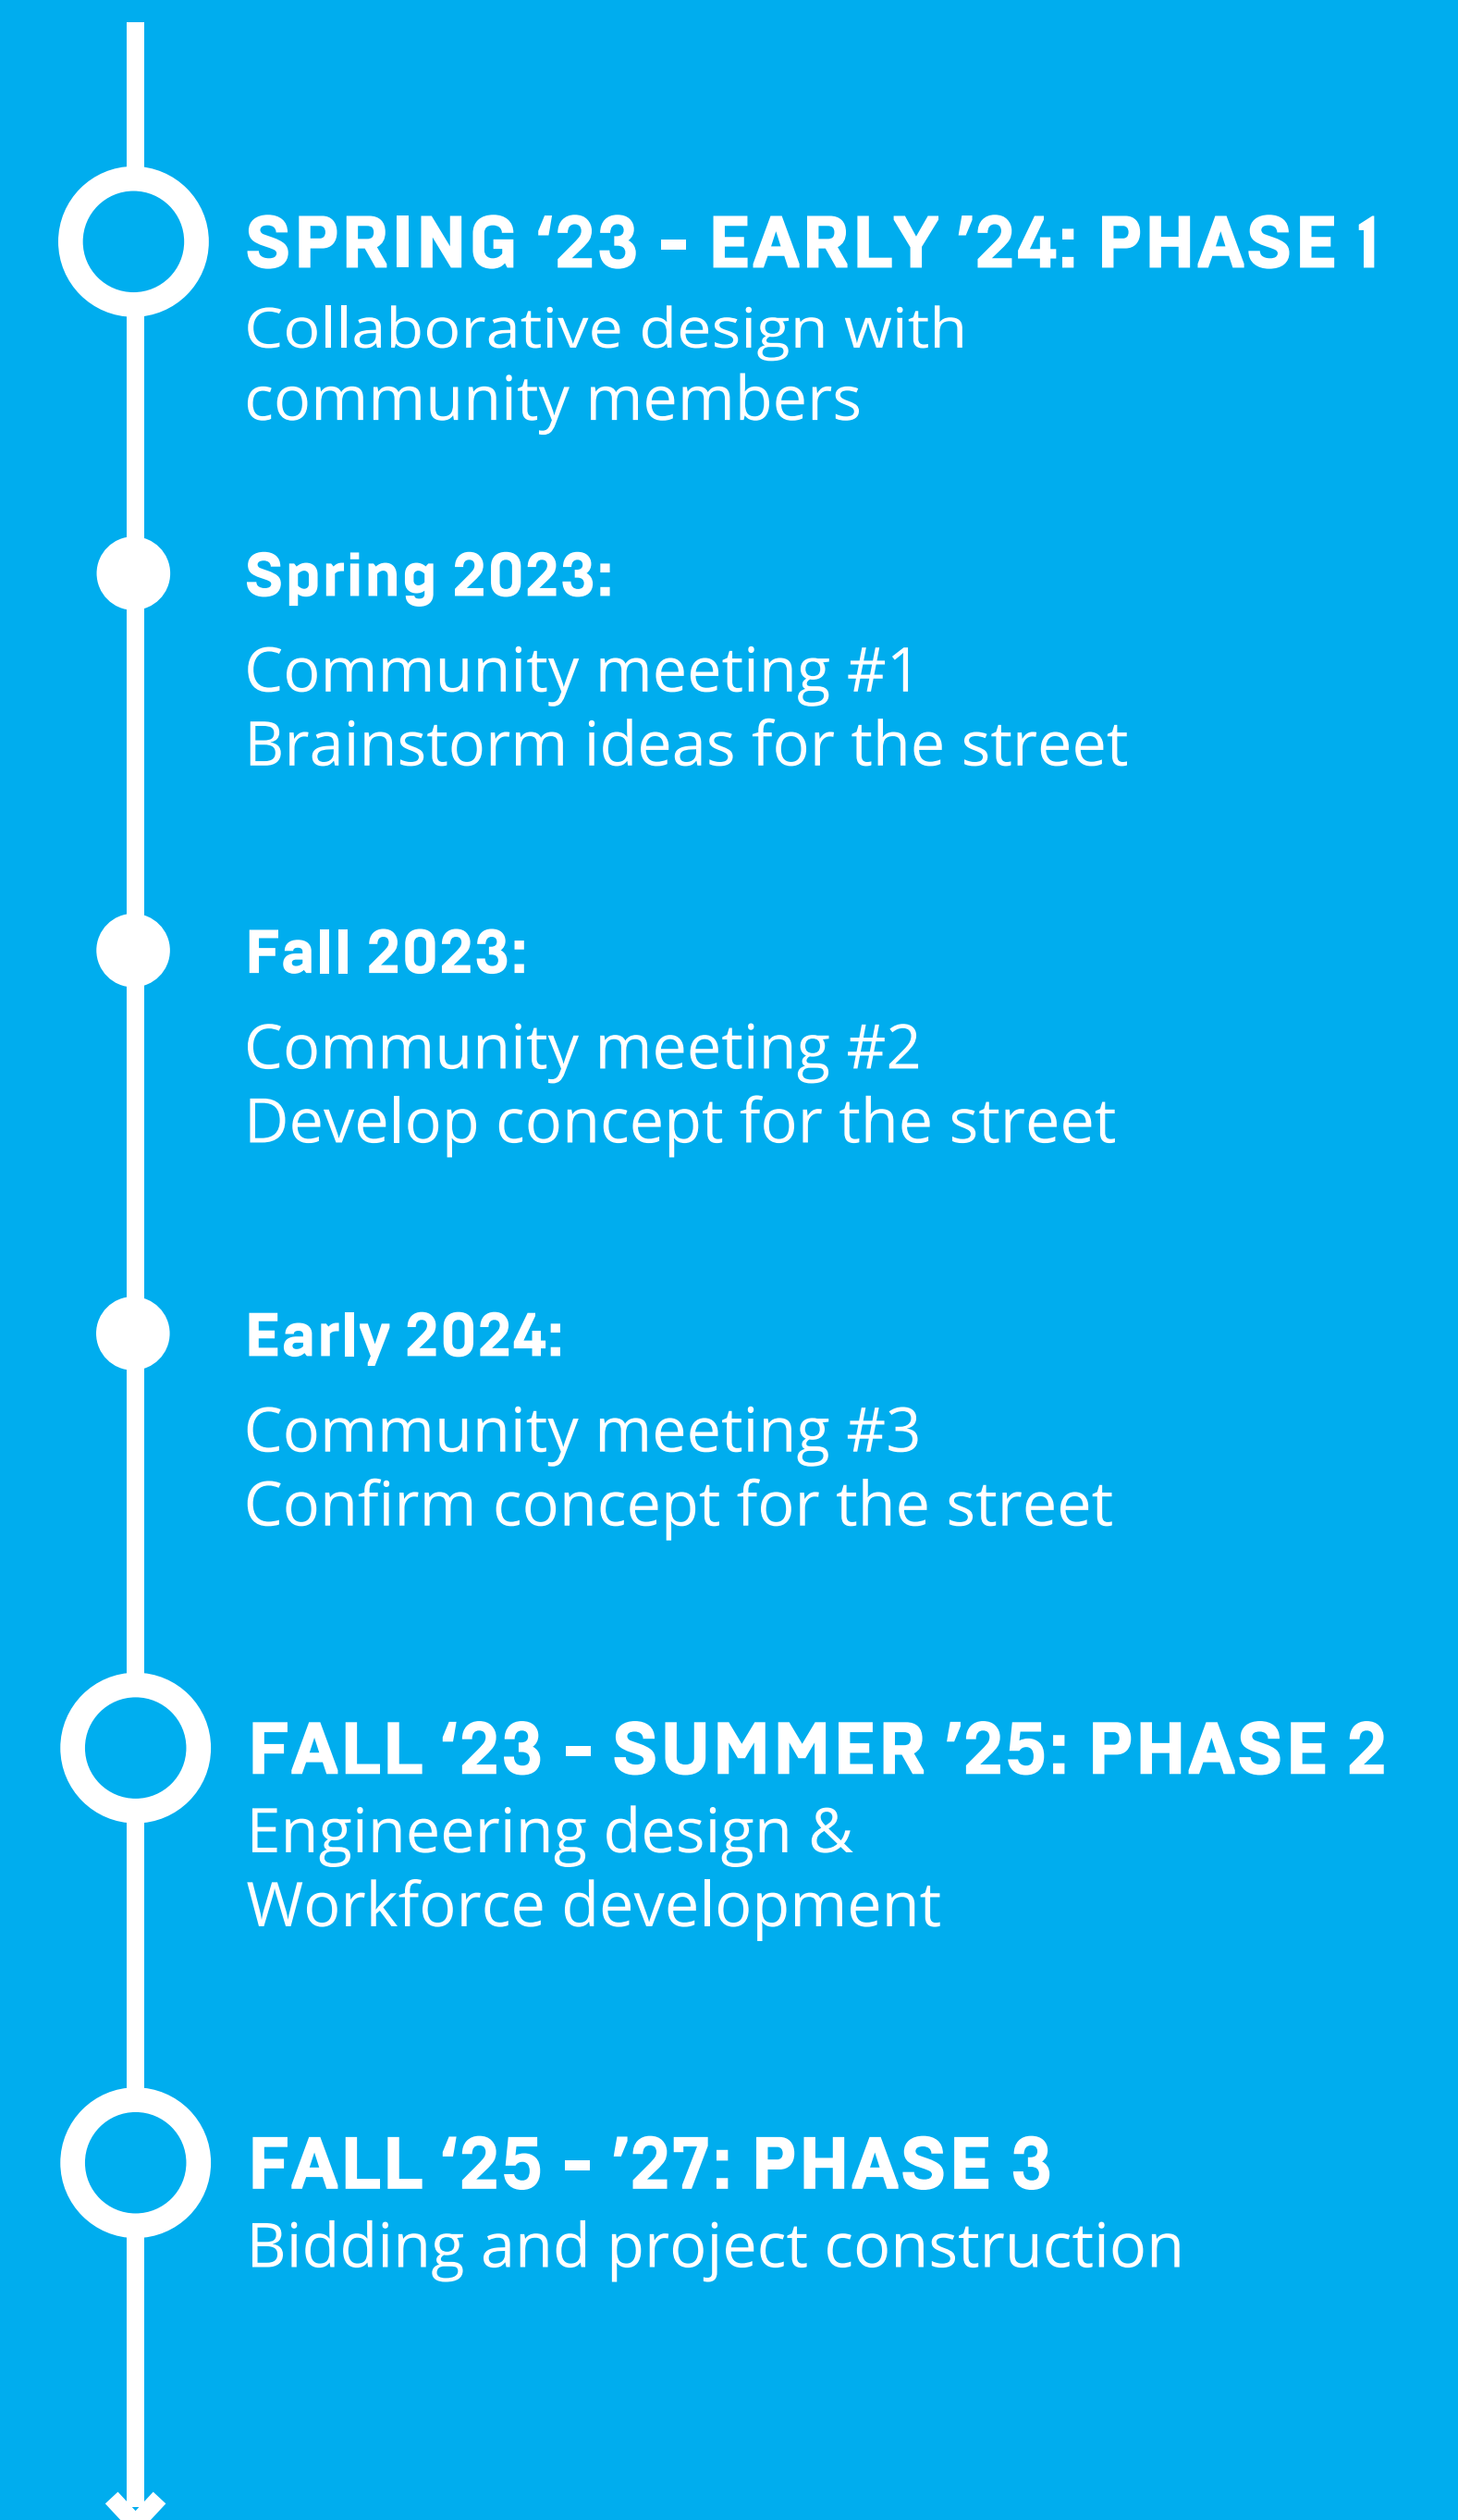 SPRING ‘23 - EARLY ’24: PHASE 1
Collaborative design with
community members
Spring 2023:
Community meeting #1
Brainstorm ideas for the street
Fall 2023:
Community meeting #2
Develop concept for the street
Early 2024:
Community meeting #3
Confirm concept for the street
FALL ‘23 - SUMMER ’25: PHASE 2
Engineering design &
Workforce development
FALL ‘25 - ’27: PHASE 3
Bidding and project construction